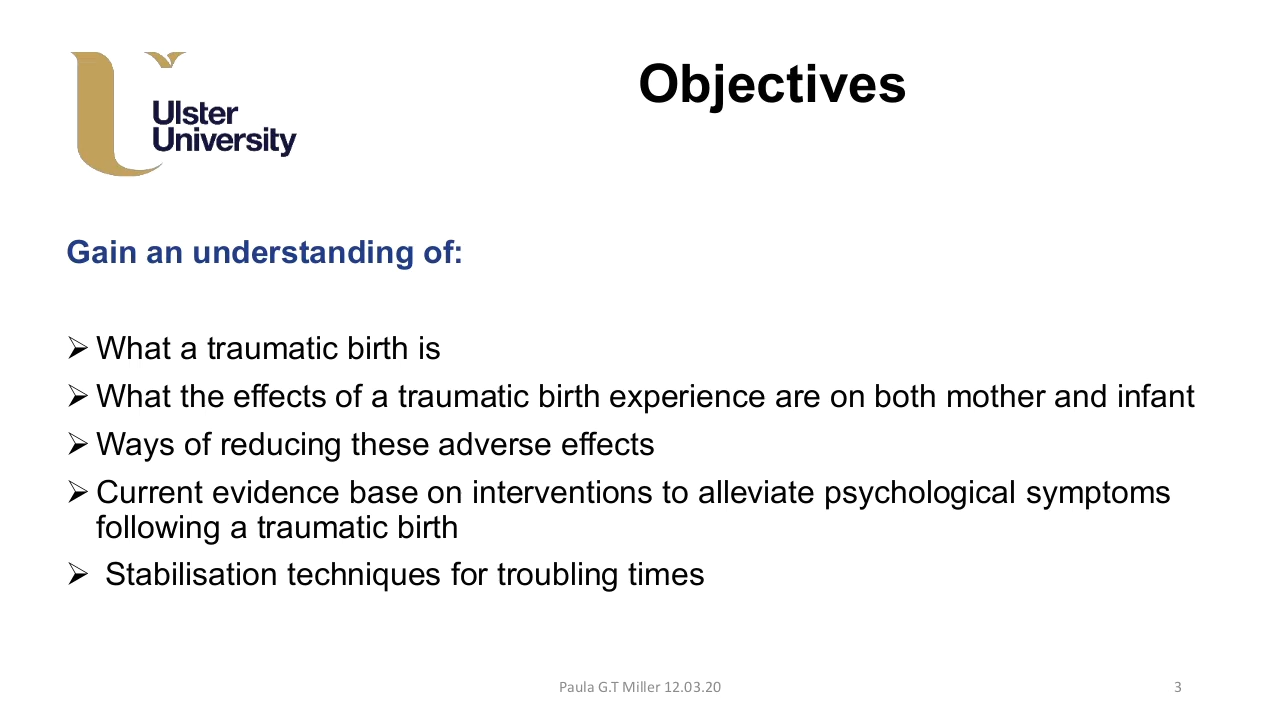 Ulster
University
Objectives
Gain an understanding of:
➢ What a traumatic birth is
➢ What the effects of a traumatic birth experience are on both mother and infant
➢ Ways of reducing these adverse effects
➢ Current evidence base on interventions to alleviate psychological symptoms
following a traumatic birth
➢ Stabilisation techniques for troubling times
Paula G.T Miller 12.03.20
3